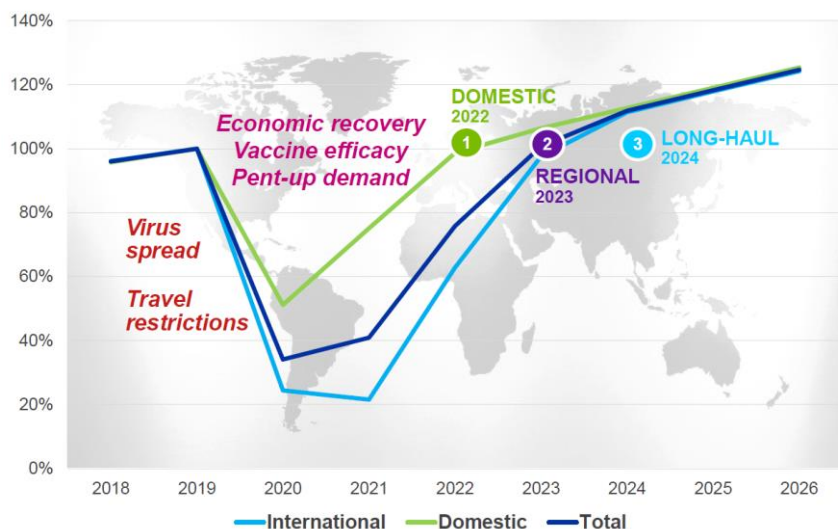 140%
120%
100%
80%
60%
40%
20%
0%
Economic recovery
Vaccine efficacy
Pent-up demand
Virus
spread
Travel
restrictions
DOMESTIC
2022
1
2
REGIONAL
2023
3
LONG-HAUL
2024
2018 2019 2020 2021 2022 2023 2024 2025 2026
International Domestic Total